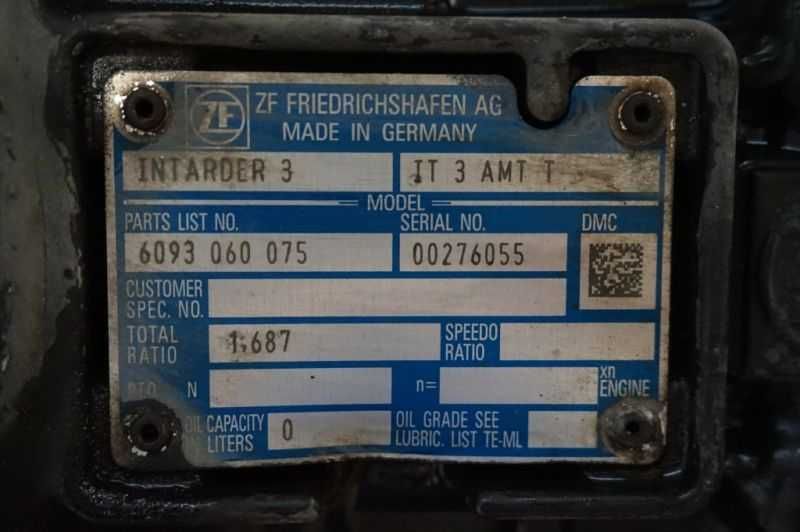 ZF ZF FRIEDRICHSHAFEN AG
MADE IN GERMANY
INTARDER 3 IT 3 AMT T
MODEL
PARTS LIST NO. SERIAL NO. DMC
6093 060 075 00276055
CUSTOMER
SPEC. NO.
TOTAL SPEEDO
RATIO 1,687 RATIO
PTO N n= xn
ENGINE
OIL CAPACITY 0 OIL GRADE SEE
LITERS LUBRIC. LIST TE-ML